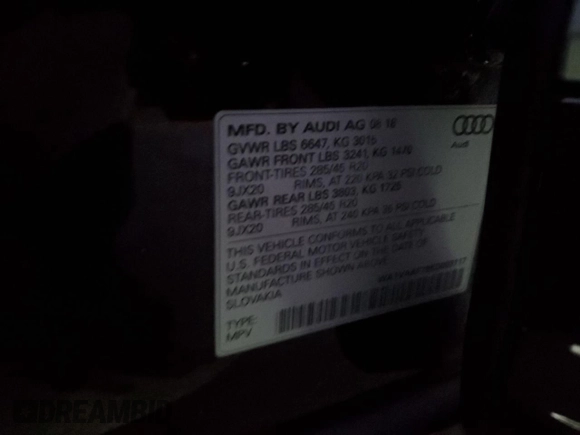 MFD. BY AUDI AG 08 18
GVWR LBS 6647, KG 3015
GAWR FRONT LBS 3241, KG 1470
FRONT-TIRES 285/45 R20
9JX20 RIMS, AT 220 KPA 32 PSI COLD
GAWR REAR LBS 3803, KG 1725
REAR-TIRES 285/45 R20
9JX20 RIMS, AT 240 KPA 35 PSI COLD
THIS VEHICLE CONFORMS TO ALL APPLICABLE
U.S. FEDERAL MOTOR VEHICLE SAFETY
STANDARDS IN EFFECT ON THE DATE OF
MANUFACTURE SHOWN ABOVE.
SLOVAKIA
TYPE:
MPV
Audi
DREAMBID